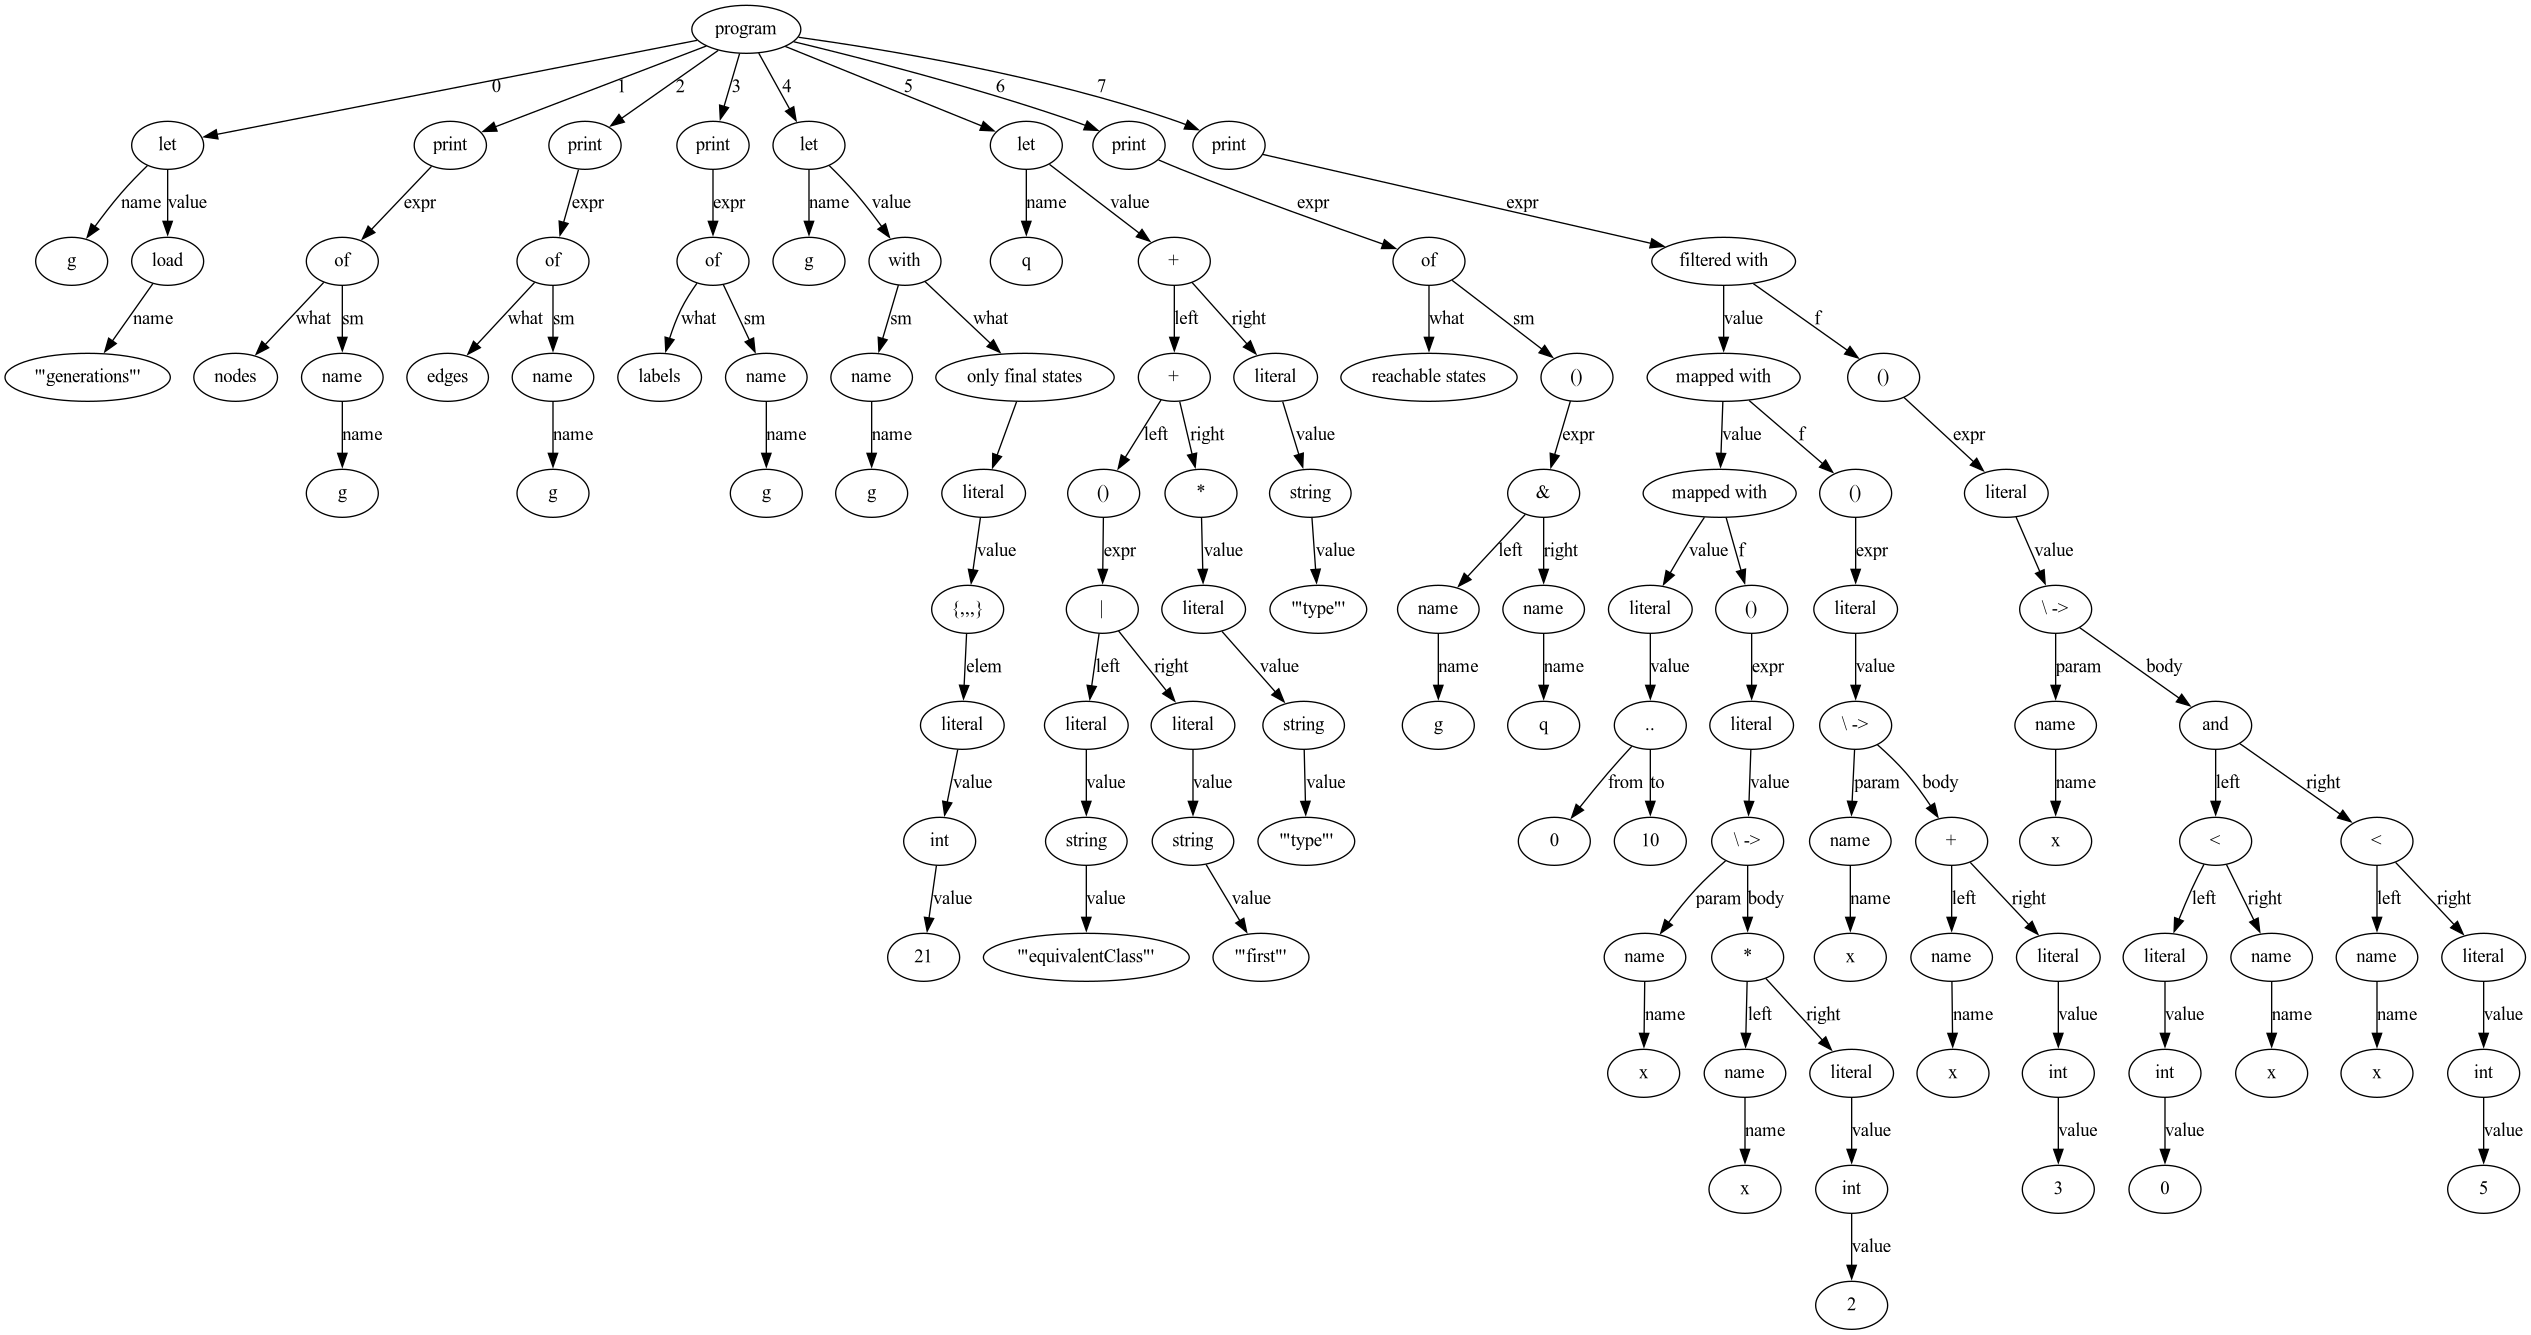 program
0 1 2 3 4 5 6 7
let print print print let let print print
name value expr expr expr name value name value expr expr
g load of of of g with q + of filtered with
name what sm what sm what sm sm what left right what sm value f
'"generations"' nodes name edges name labels name name only final states + literal reachable states () mapped with ()
name name name name left right value expr value f expr
g g g g literal () * string & mapped with () literal
value expr value value left right value f expr value
{,,,} | literal '"type"' name name literal () literal \ ->
elem left right value name name value expr value param body
literal literal literal string g q .. literal \ -> name and
value value value value from to value param body name left right
int string string '"type"' 0 10 \ -> name + x < <
value value value param body name left right left right left right
21 '"equivalentClass"' '"first"' name * x name literal literal name name literal
name left right name value value name name value
x name literal x int int x x int
name value value value value
x int 3 0 5
value
2